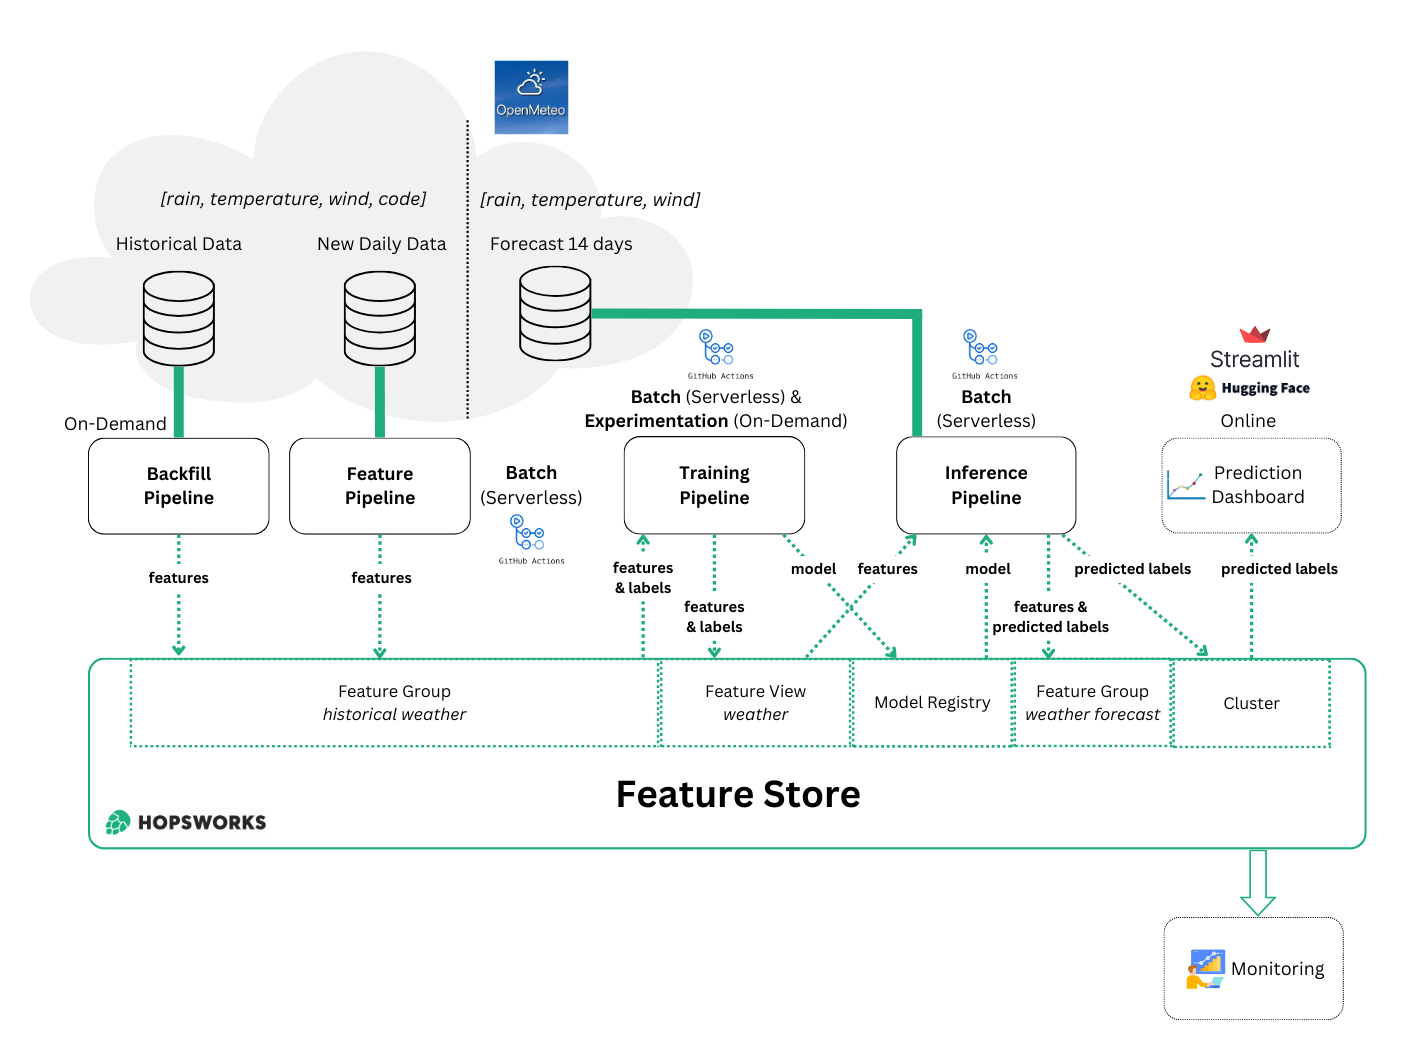 OpenMeteo
[rain, temperature, wind, code]
[rain, temperature, wind]
Historical Data
New Daily Data
Forecast 14 days
GitHub Actions
GitHub Actions
Streamlit
Hugging Face
Batch (Serverless) &
Experimentation (On-Demand)
Batch
(Serverless)
Online
On-Demand
Backfill
Pipeline
Feature
Pipeline
Batch
(Serverless)
GitHub Actions
Training
Pipeline
Inference
Pipeline
Prediction
Dashboard
features
features
features
& labels
features
& labels
model
features
model
features &
predicted labels
predicted labels
predicted labels
Feature Group
historical weather
Feature View
weather
Model Registry
Feature Group
weather forecast
Cluster
Feature Store
HOPSWORKS
Monitoring